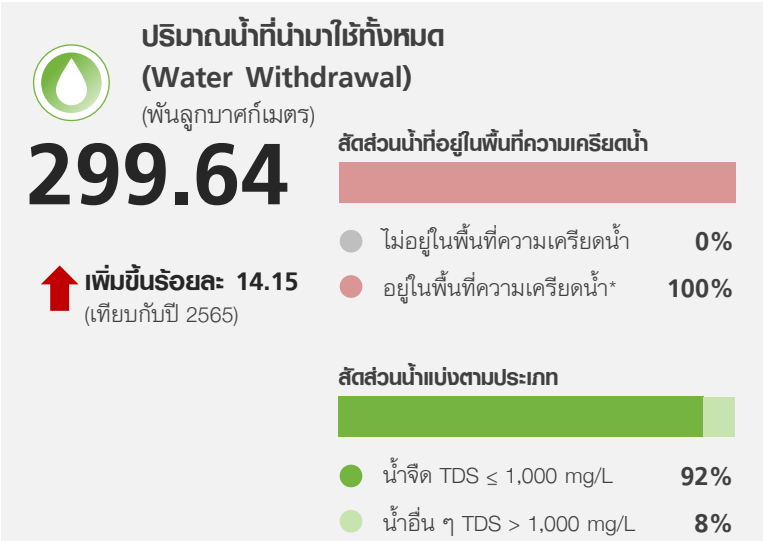 ปริมาณน้ำที่นำมาใช้ทั้งหมด
(Water Withdrawal)
(พันลูกบาศก์เมตร)
299.64
เพิ่มขึ้นร้อยละ 14.15
(เทียบกับปี 2565)
สัดส่วนน้ำที่อยู่ในพื้นที่ความเครียดน้ำ
ไม่อยู่ในพื้นที่ความเครียดน้ำ 0%
อยู่ในพื้นที่ความเครียดน้ำ* 100%
สัดส่วนน้ำแบ่งตามประเภท
น้ำจืด TDS ≤ 1,000 mg/L 92%
น้ำอื่น ๆ TDS > 1,000 mg/L 8%